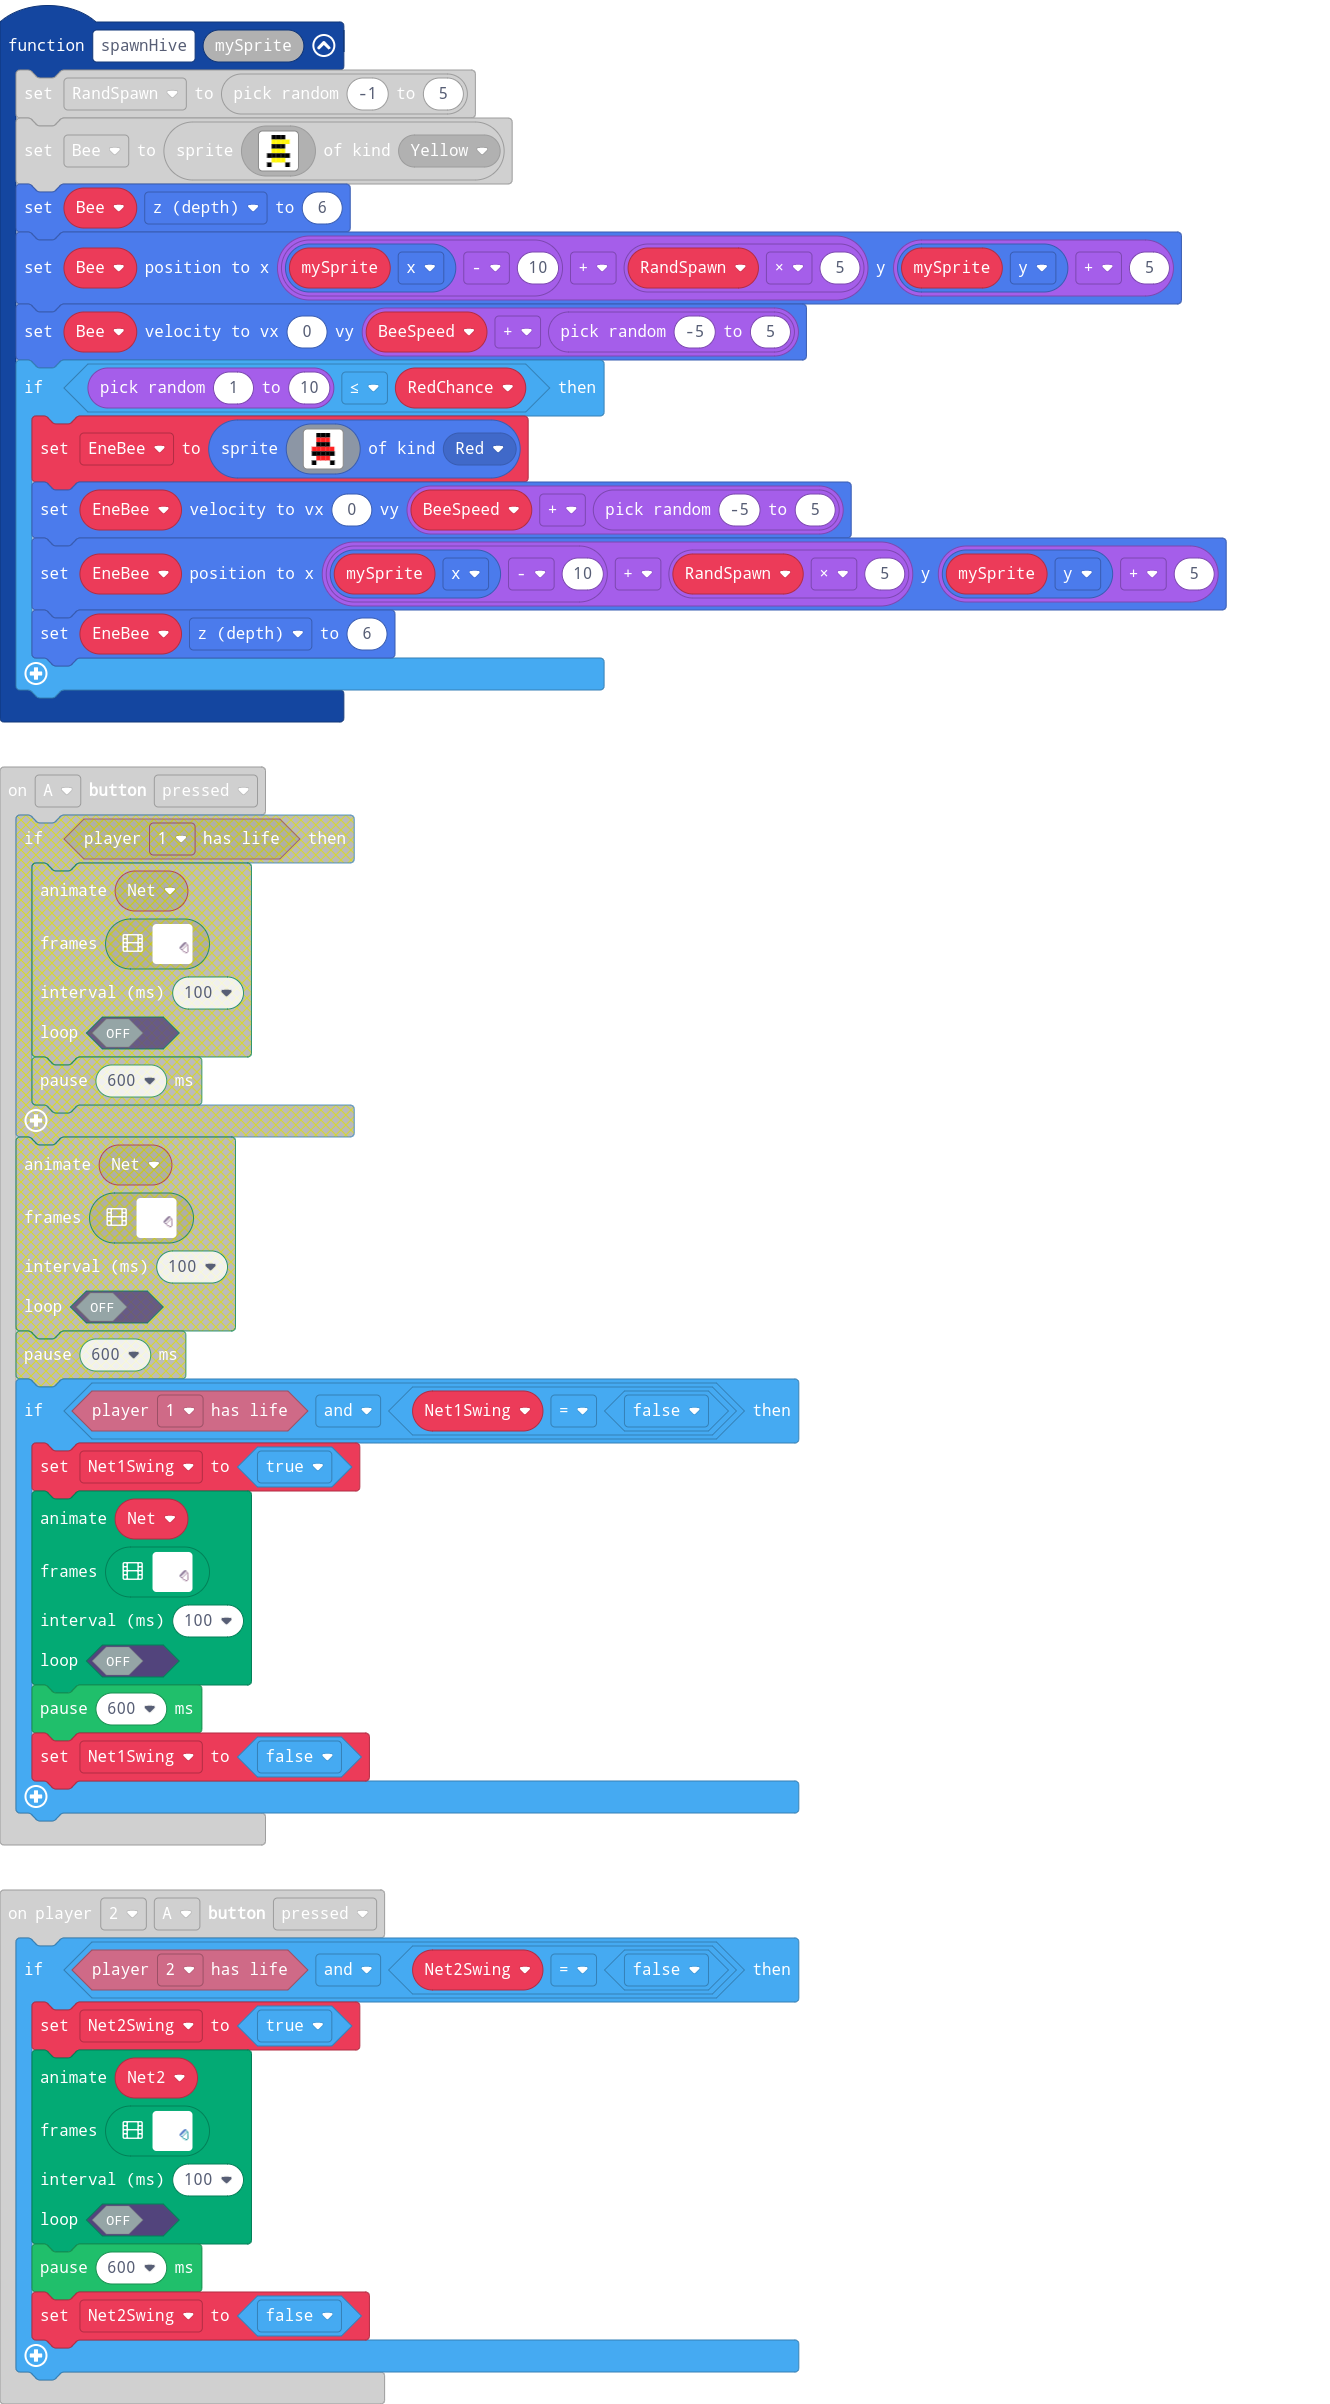 function spawnHive mySprite
set RandSpawn to pick random -1 to 5
set Bee to sprite of kind Yellow
set Bee z (depth) to 6
set Bee position to x mySprite x - 10 + RandSpawn × 5 y mySprite y + 5
set Bee velocity to vx 0 vy BeeSpeed + pick random -5 to 5
if pick random 1 to 10 ≤ RedChance then
set EneBee to sprite of kind Red
set EneBee velocity to vx 0 vy BeeSpeed + pick random -5 to 5
set EneBee position to x mySprite x - 10 + RandSpawn × 5 y mySprite y + 5
set EneBee z (depth) to 6
on A button pressed
if player 1 has life then
animate Net
frames
interval (ms) 100
loop OFF
pause 600 ms
animate Net
frames
interval (ms) 100
loop OFF
pause 600 ms
if player 1 has life and Net1Swing = false then
set Net1Swing to true
animate Net
frames
interval (ms) 100
loop OFF
pause 600 ms
set Net1Swing to false
on player 2 A button pressed
if player 2 has life and Net2Swing = false then
set Net2Swing to true
animate Net2
frames
interval (ms) 100
loop OFF
pause 600 ms
set Net2Swing to false